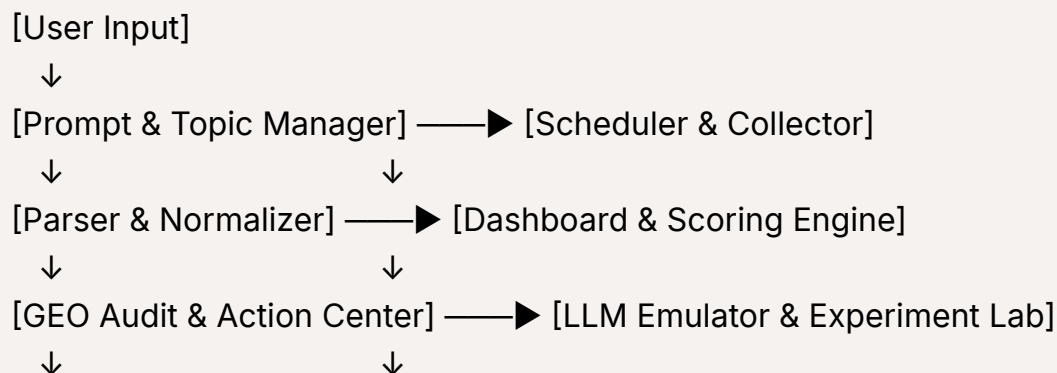 [User Input]
↓
[Prompt & Topic Manager] ───▶ [Scheduler & Collector]
↓ ↓
[Parser & Normalizer] ───▶ [Dashboard & Scoring Engine]
↓ ↓
[GEO Audit & Action Center] ───▶ [LLM Emulator & Experiment Lab]
↓ ↓